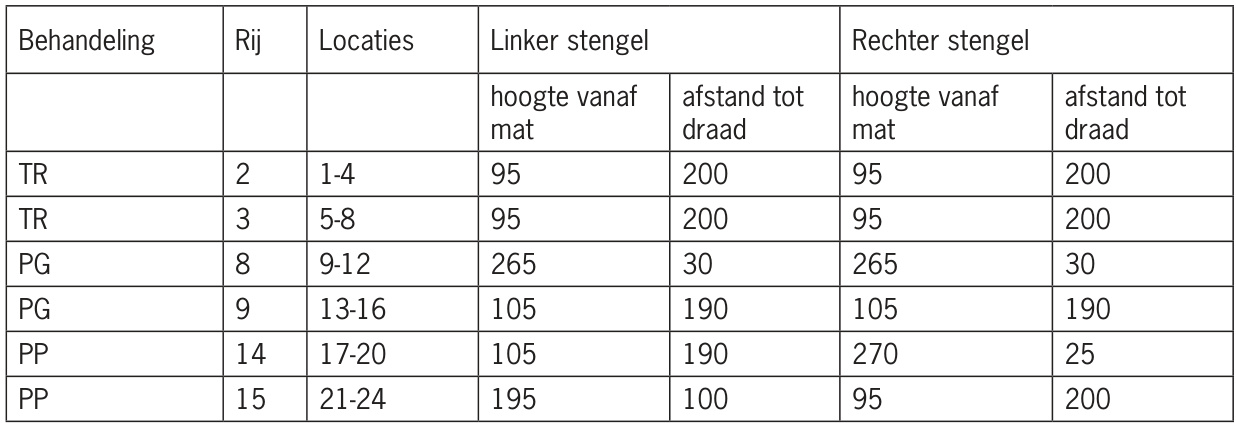 Behandeling Rij Locaties Linker stengel Rechter stengel
hoogte vanaf mat afstand tot draad hoogte vanaf mat afstand tot draad
TR 2 1-4 95 200 95 200
TR 3 5-8 95 200 95 200
PG 8 9-12 265 30 265 30
PG 9 13-16 105 190 105 190
PP 14 17-20 105 190 270 25
PP 15 21-24 195 100 95 200